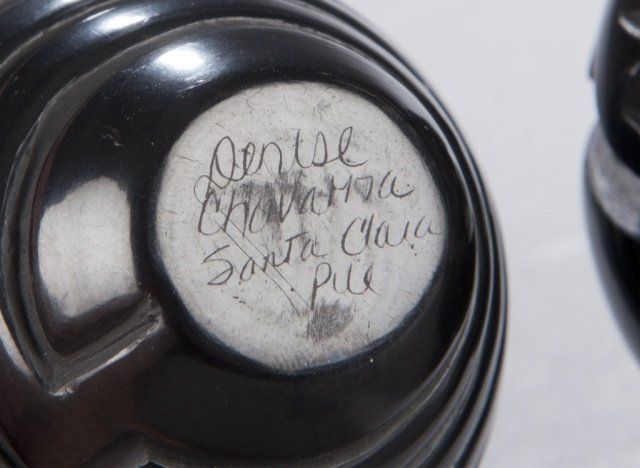 Denise
Chavarria
Santa Clara
Pue